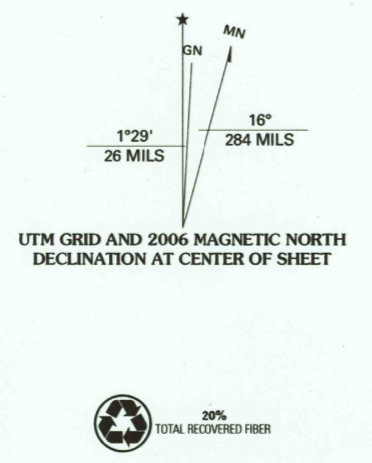 MN
GN
1°29'
26 MILS
16°
284 MILS
UTM GRID AND 2006 MAGNETIC NORTH
DECLINATION AT CENTER OF SHEET
20%
TOTAL RECOVERED FIBER